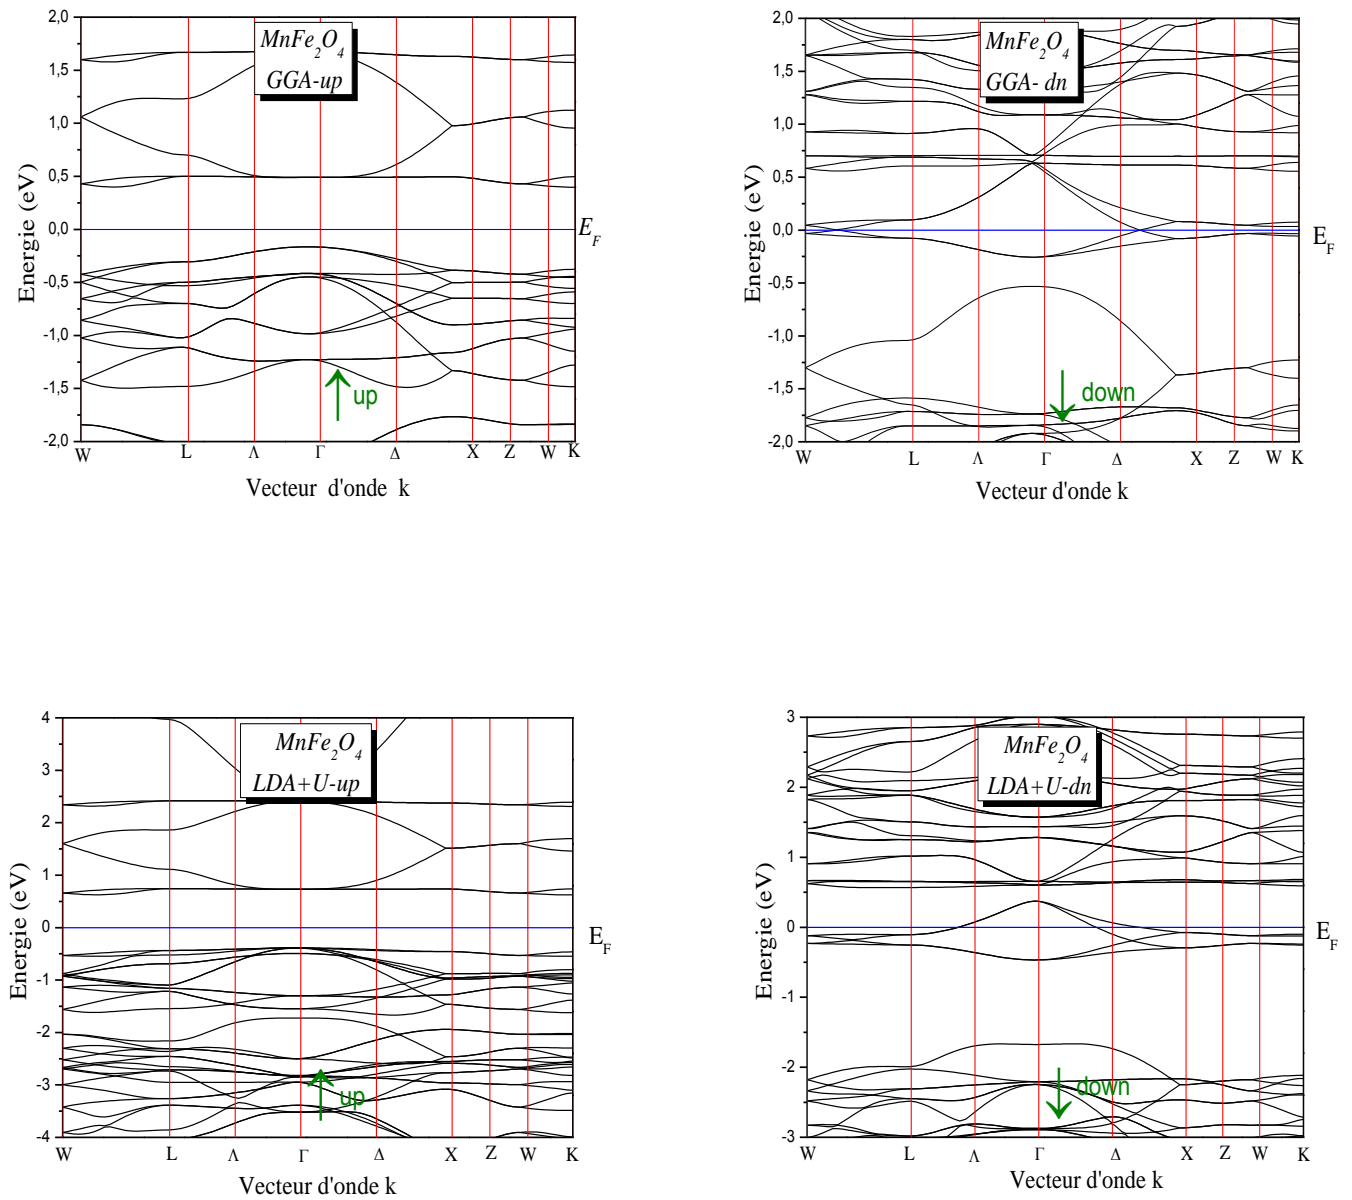 2,0
1,5
1,0
0,5
0,0
-0,5
-1,0
-1,5
-2,0
Energie (eV)
MnFe2O4
GGA-up
EF
up
W L Λ Γ Δ X Z W K
Vecteur d'onde k
2,0
1,5
1,0
0,5
0,0
-0,5
-1,0
-1,5
-2,0
Energie (eV)
MnFe2O4
GGA- dn
EF
down
W L Λ Γ Δ X Z W K
Vecteur d'onde k
4
3
2
1
0
-1
-2
-3
-4
Energie (eV)
MnFe2O4
LDA+U-up
EF
up
W L Λ Γ Δ X Z W K
Vecteur d'onde k
3
2
1
0
-1
-2
-3
Energie (eV)
MnFe2O4
LDA+U-dn
EF
down
W L Λ Γ Δ X Z W K
Vecteur d'onde k